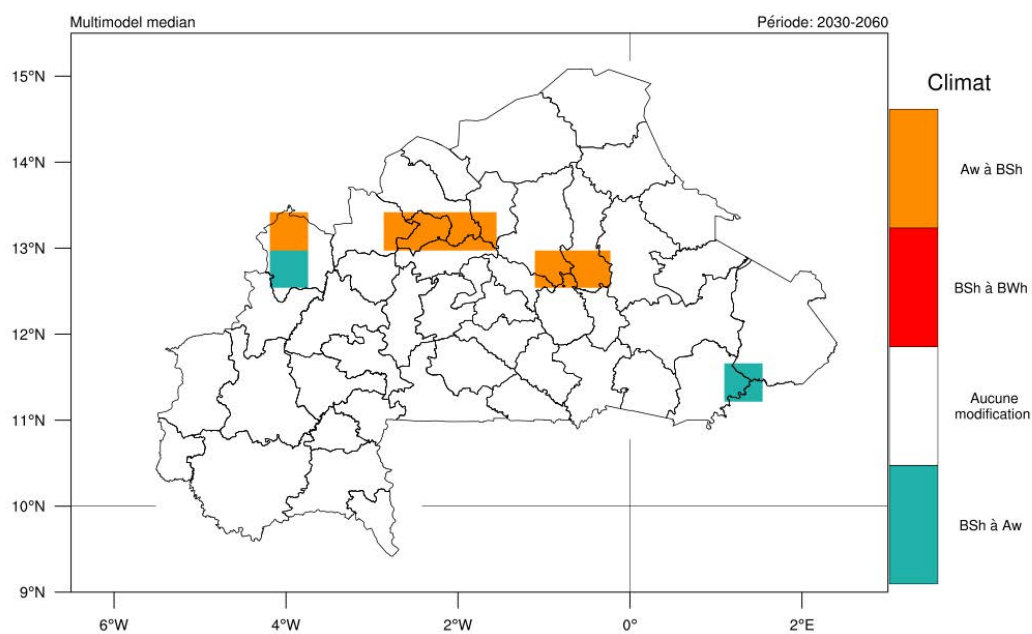 Multimodel median
Période: 2030-2060
15°N
14°N
13°N
12°N
11°N
10°N
9°N
6°W
4°W
2°W
0°
2°E
Climat
Aw à BSh
BSh à BWh
Aucune
modification
BSh à Aw